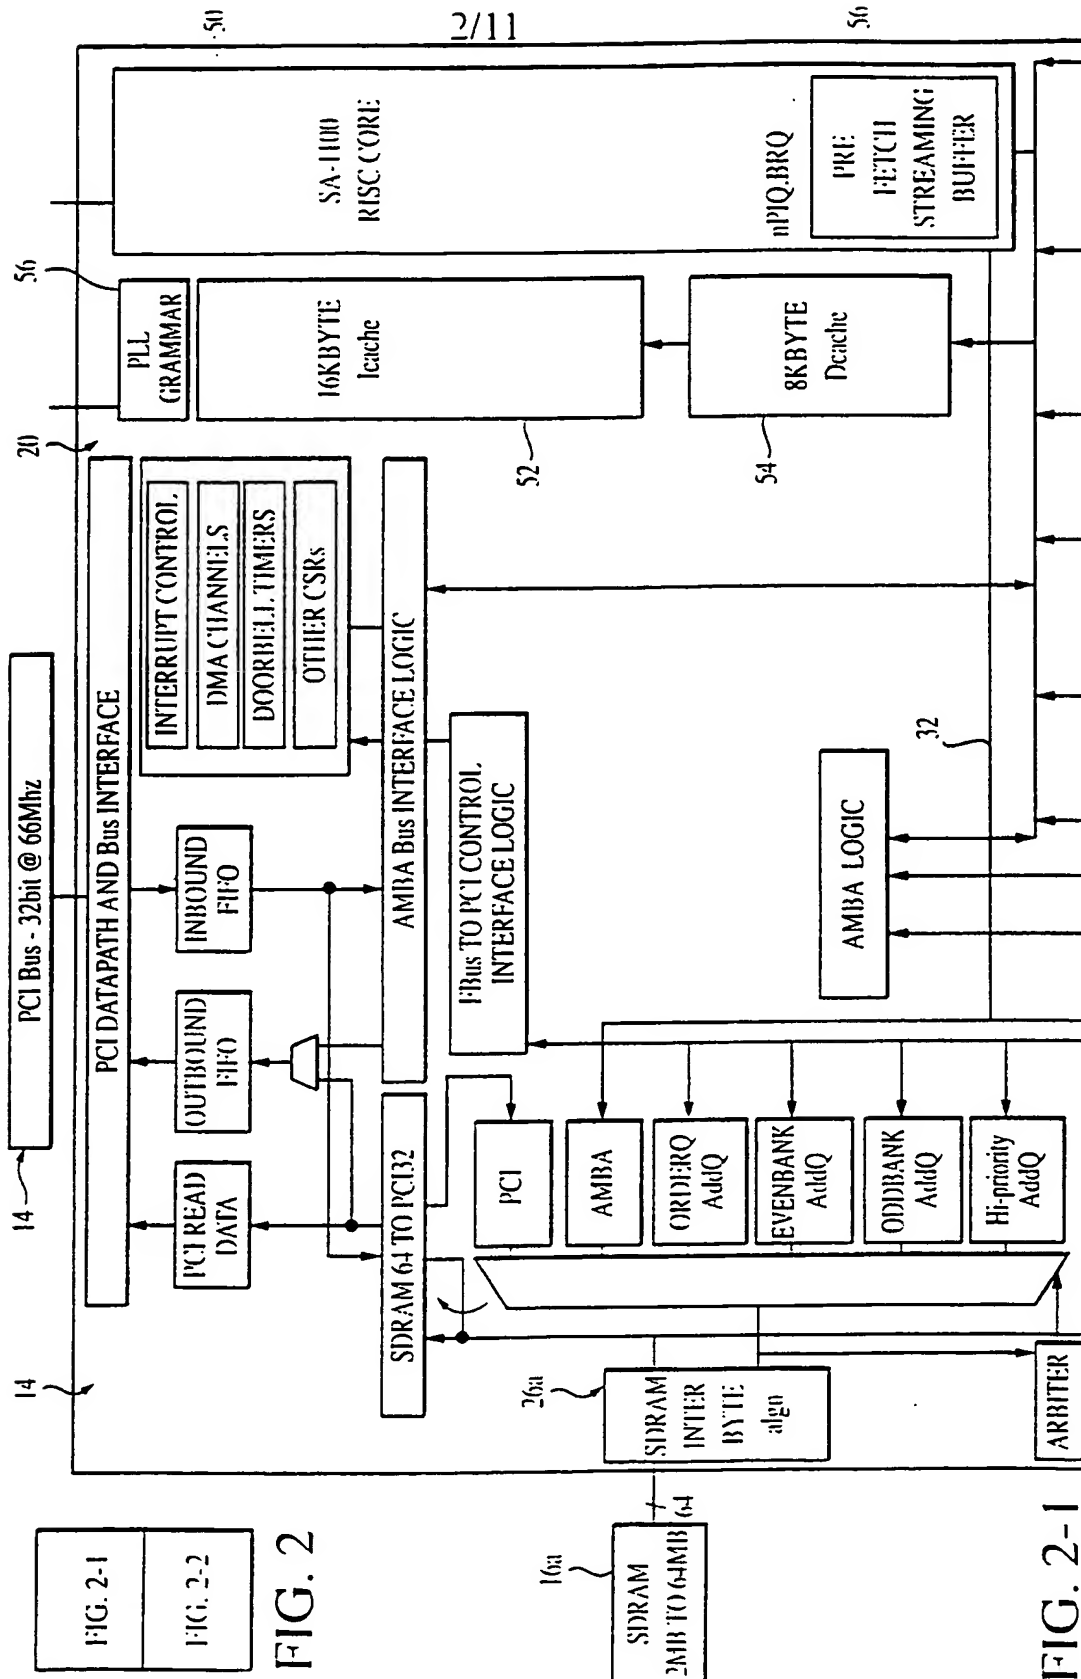 2/11
50
56
SA-1100
RISC CORE
nPIQ.BRQ
PRE
FETCH
STREAMING
BUFFER
56
PLL
GRAMMAR
16KBYTE
Icache
52
8KBYTE
Dcache
54
20
PCI Bus - 32bit @ 66Mhz
14
PCI DATAPATH AND Bus INTERFACE
INTERRUPT CONTROL
DMA CHANNELS
DOORBELL TIMERS
OTHER CSRs
INBOUND
FIFO
OUTBOUND
FIFO
PCI READ
DATA
AMBA Bus INTERFACE LOGIC
SDRAM 64 TO PCI32
FBus TO PCI CONTROL
INTERFACE LOGIC
32
AMBA LOGIC
PCI
AMBA
ORDERQ
AddQ
EVENBANK
AddQ
ODDBANK
AddQ
Hi-priority
AddQ
14
26a
SDRAM
INTER
BYTE
algn
ARBITER
64
16a
SDRAM
2MB TO 64MB
FIG. 2-1
FIG. 2-2
FIG. 2
FIG. 2-1